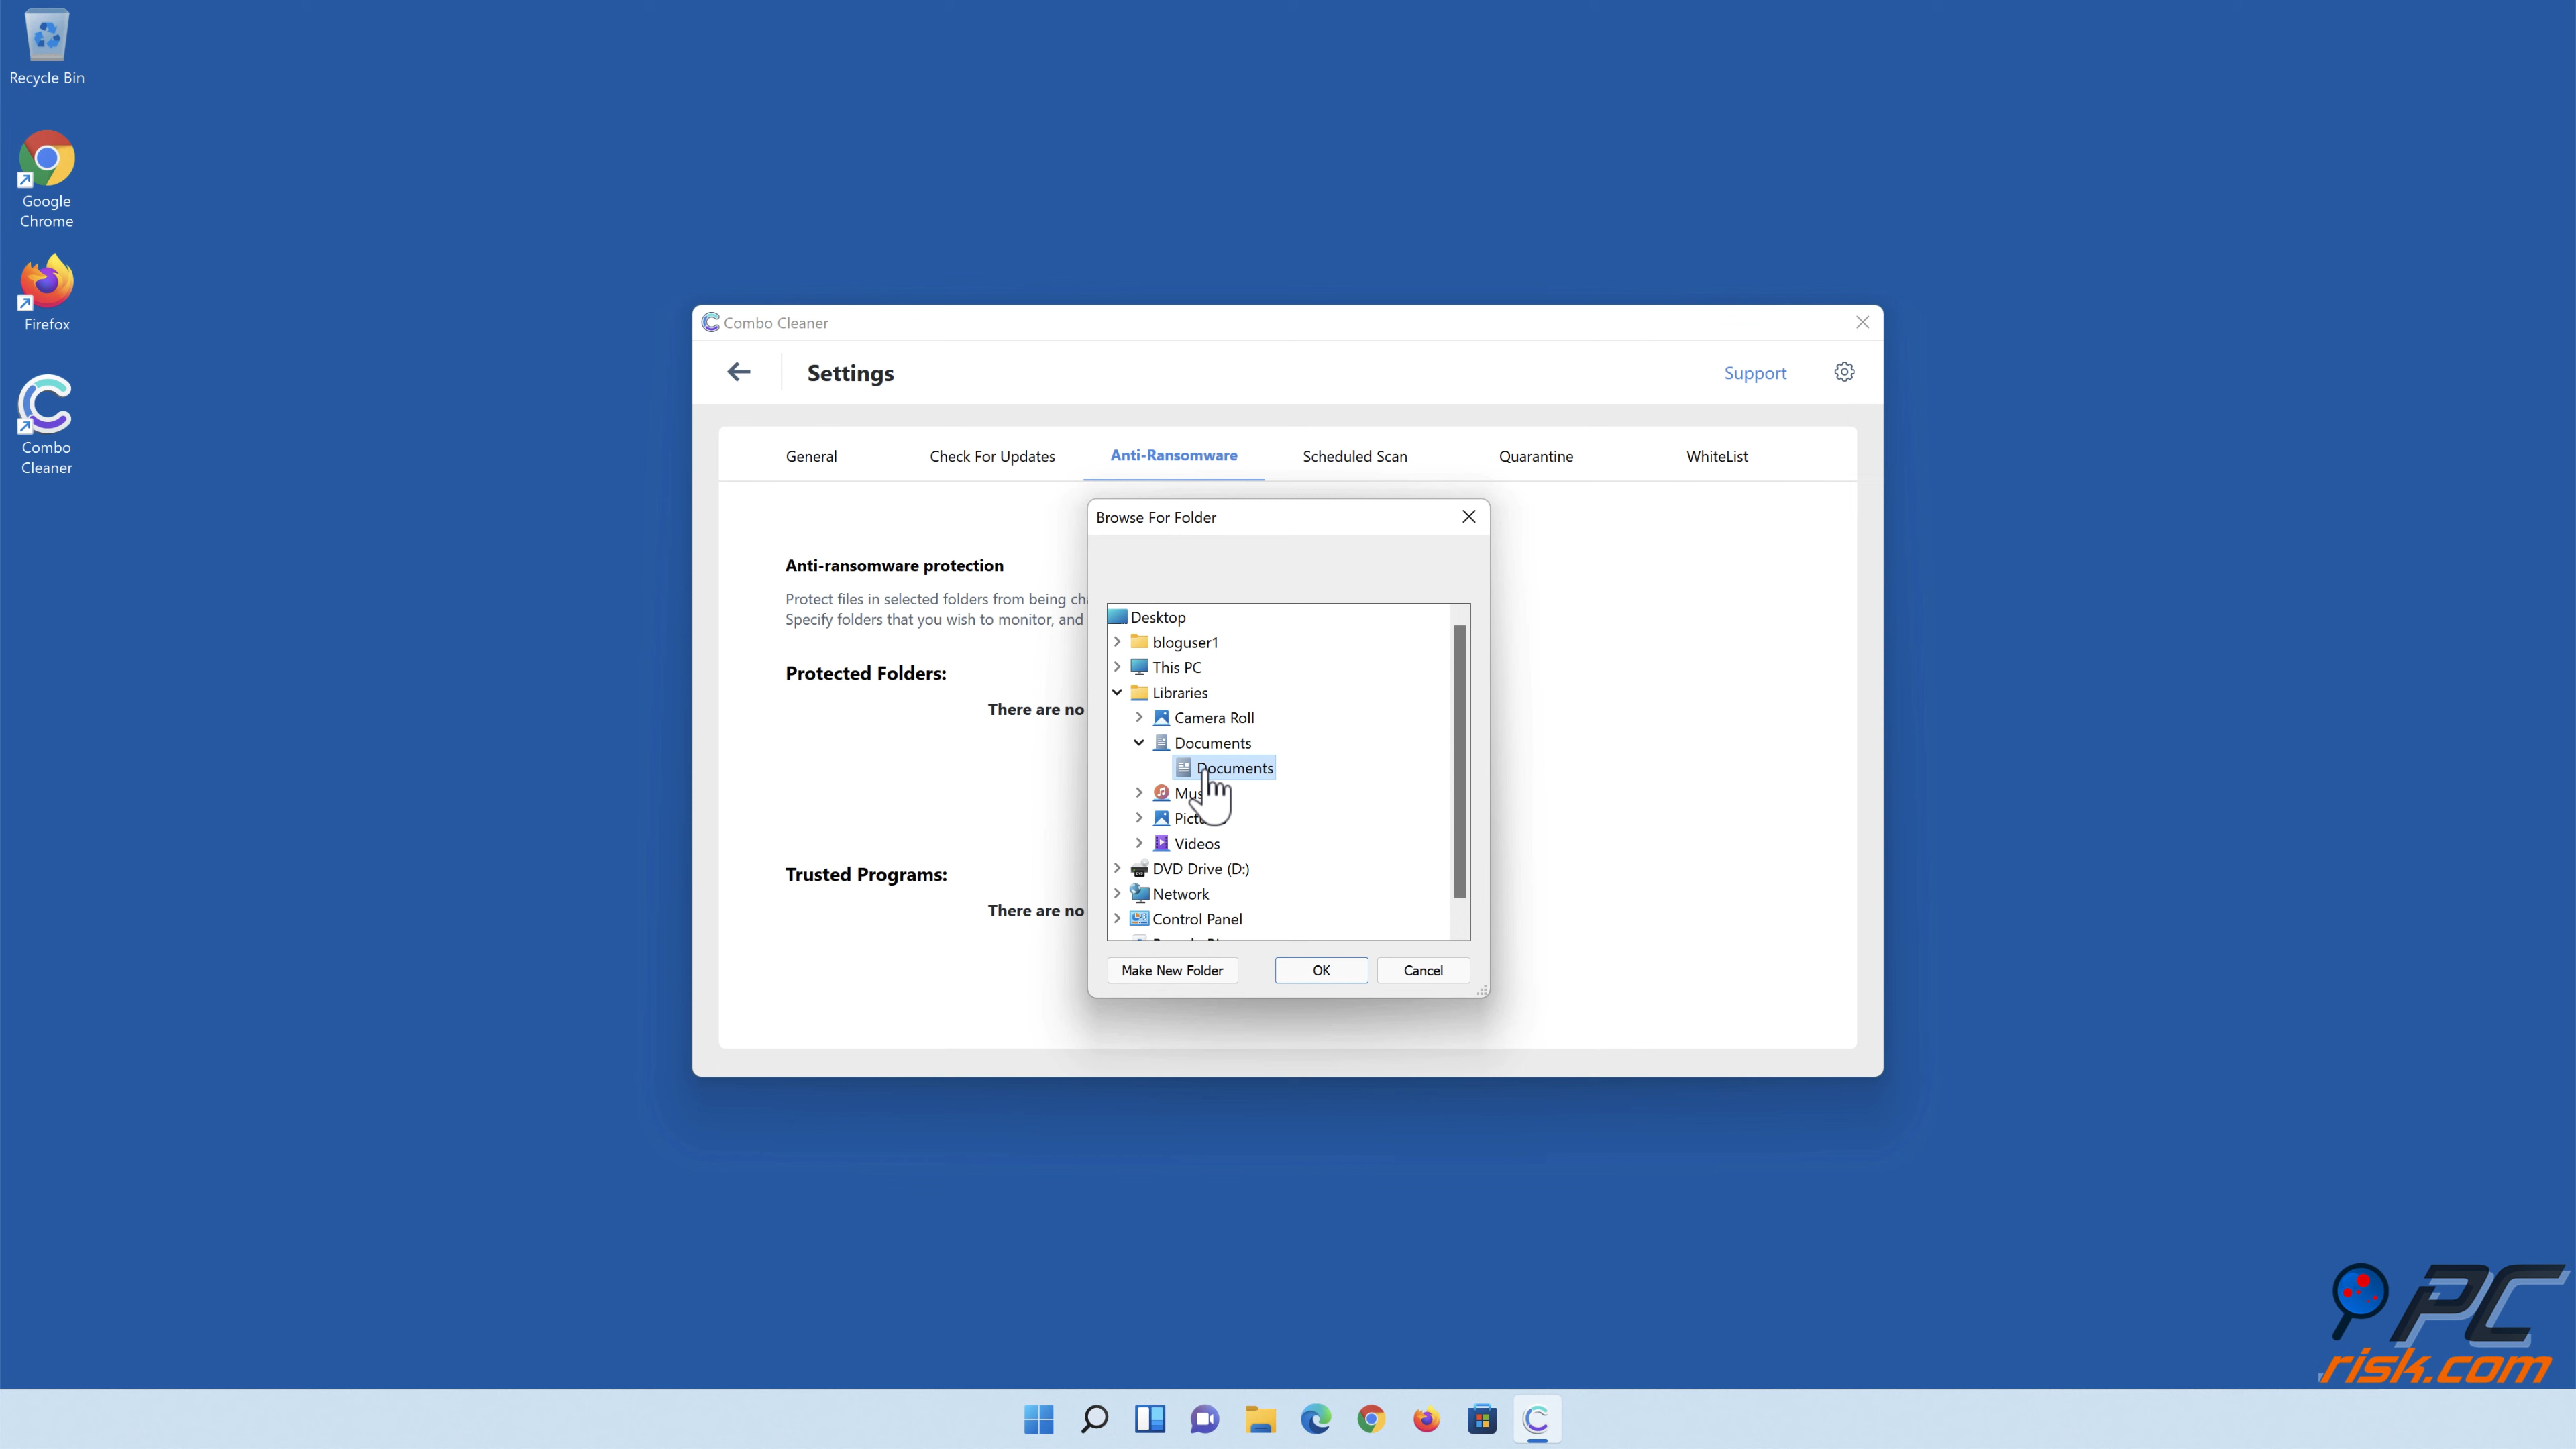 Recycle Bin
Google
Chrome
Firefox
Combo
Cleaner
Combo Cleaner
Settings
Support
General
Check For Updates
Anti-Ransomware
Scheduled Scan
Quarantine
WhiteList
Browse For Folder
Anti-ransomware protection
Protect files in selected folders from being
Specify folders that you wish to monitor, and
Protected Folders:
There are no
Trusted Programs:
There are no
Desktop
bloguser1
This PC
Libraries
Camera Roll
Documents
Documents
Videos
DVD Drive (D:)
Network
Control Panel
Make New Folder
OK
Cancel
PC
risk.com